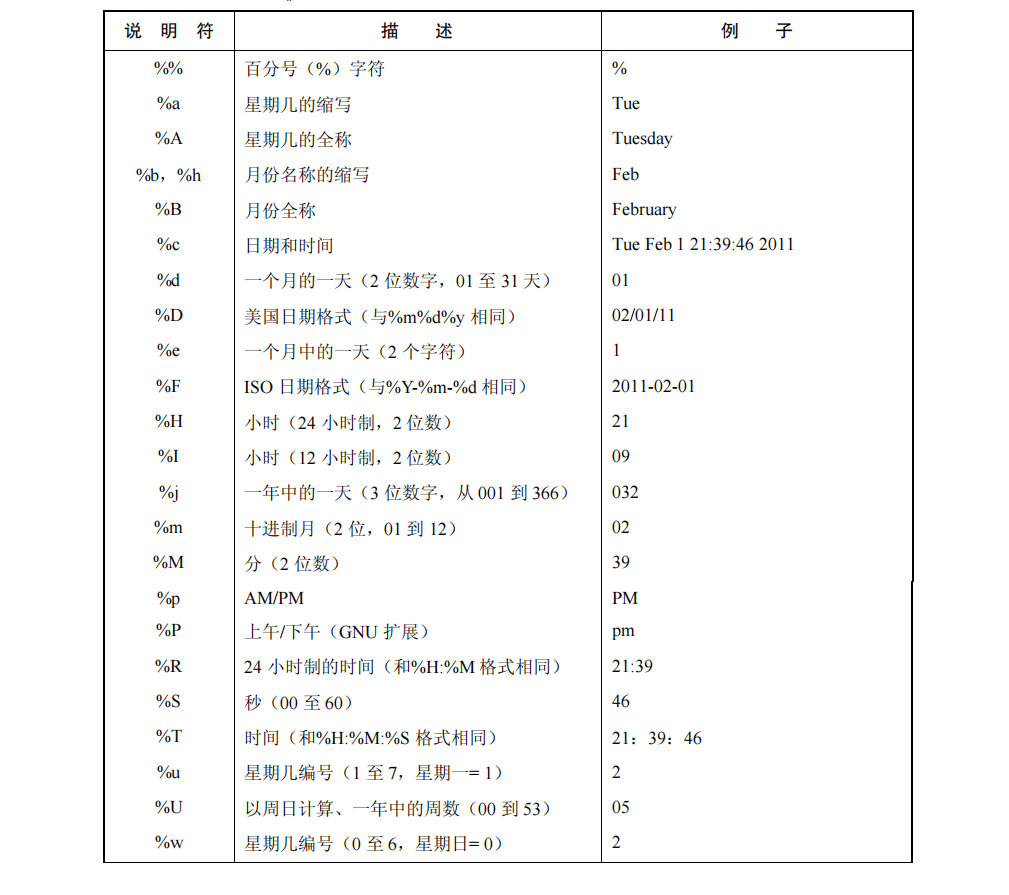 说 明 符 描 述 例 子
%% 百分号（%）字符 %
%a 星期几的缩写 Tue
%A 星期几的全称 Tuesday
%b，%h 月份名称的缩写 Feb
%B 月份全称 February
%c 日期和时间 Tue Feb 1 21:39:46 2011
%d 一个月的一天（2 位数字，01 至 31 天） 01
%D 美国日期格式（与%m%d%y 相同） 02/01/11
%e 一个月中的一天（2 个字符） 1
%F ISO 日期格式（与%Y-%m-%d 相同） 2011-02-01
%H 小时（24 小时制，2 位数） 21
%I 小时（12 小时制，2 位数） 09
%j 一年中的一天（3 位数字，从 001 到 366） 032
%m 十进制月（2 位，01 到 12） 02
%M 分（2 位数） 39
%p AM/PM PM
%P 上午/下午（GNU 扩展） pm
%R 24 小时制的时间（和%H:%M 格式相同） 21:39
%S 秒（00 至 60） 46
%T 时间（和%H:%M:%S 格式相同） 21：39：46
%u 星期几编号（1 至 7，星期一= 1） 2
%U 以周日计算、一年中的周数（00 到 53） 05
%w 星期几编号（0 至 6，星期日= 0） 2